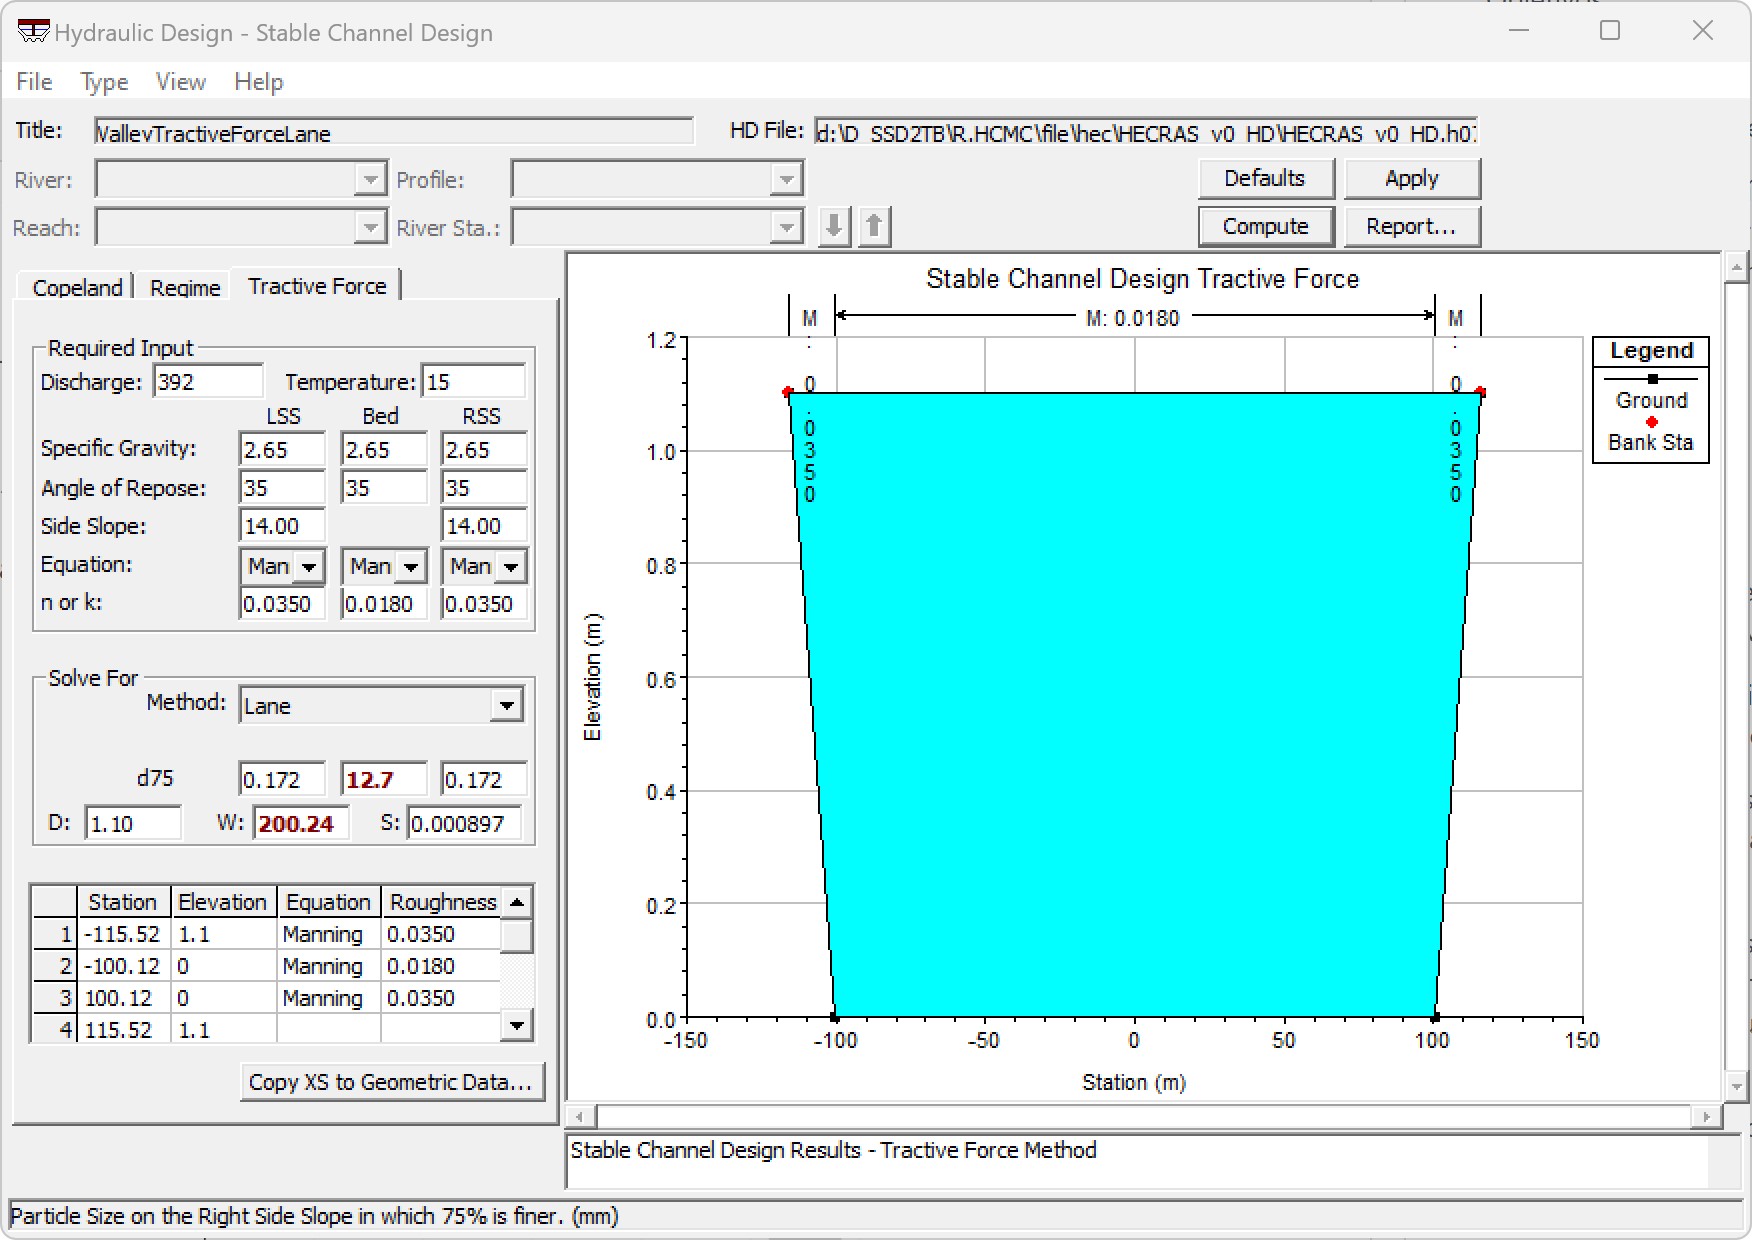 Hydraulic Design - Stable Channel Design
File Type View Help
Title: ValleyTractiveForceLane HD File: d:\D_SSD2TB\R.HCMC\file\hec\HECRAS_v0_HD\HECRAS_v0_HD.h0
River: Profile: Defaults Apply
Reach: River Sta.: Compute Report...
Copeland Regime Tractive Force
Required Input
Discharge: 392 Temperature: 15
LSS Bed RSS
Specific Gravity: 2.65 2.65 2.65
Angle of Repose: 35 35 35
Side Slope: 14.00 14.00
Equation: Man Man Man
n or k: 0.0350 0.0180 0.0350
Solve For
Method: Lane
d75 0.172 12.7 0.172
D: 1.10 W: 200.24 S: 0.000897
Station Elevation Equation Roughness
1 -115.52 1.1 Manning 0.0350
2 -100.12 0 Manning 0.0180
3 100.12 0 Manning 0.0350
4 115.52 1.1
Copy XS to Geometric Data...
Stable Channel Design Tractive Force
M: 0.0350
M: 0.0180
M: 0.0350
1.2
1.0
0.8
0.6
0.4
0.2
0.0
Elevation (m)
-150 -100 -50 0 50 100 150
Station (m)
Legend
Ground
Bank Sta
Stable Channel Design Results - Tractive Force Method
Particle Size on the Right Side Slope in which 75% is finer. (mm)